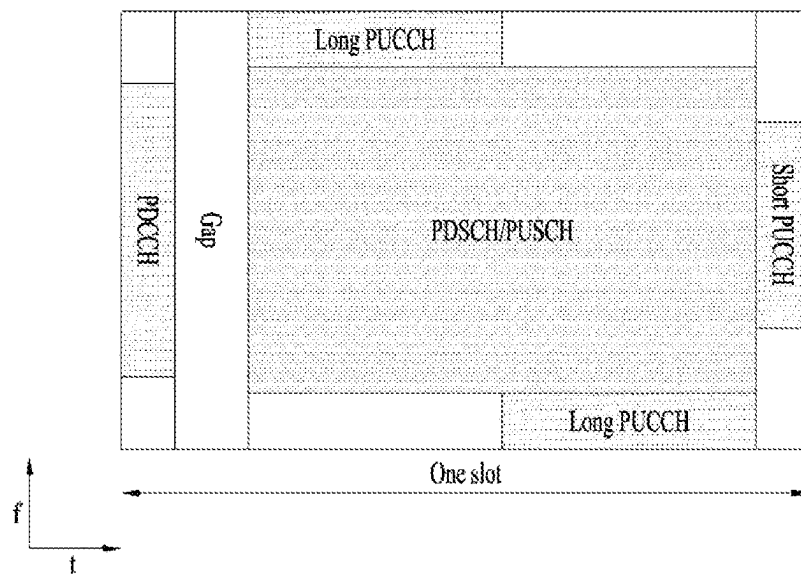 Long PUCCH
PDCCH
Gap
PDSCH/PUSCH
Short PUCCH
Long PUCCH
One slot
f
t